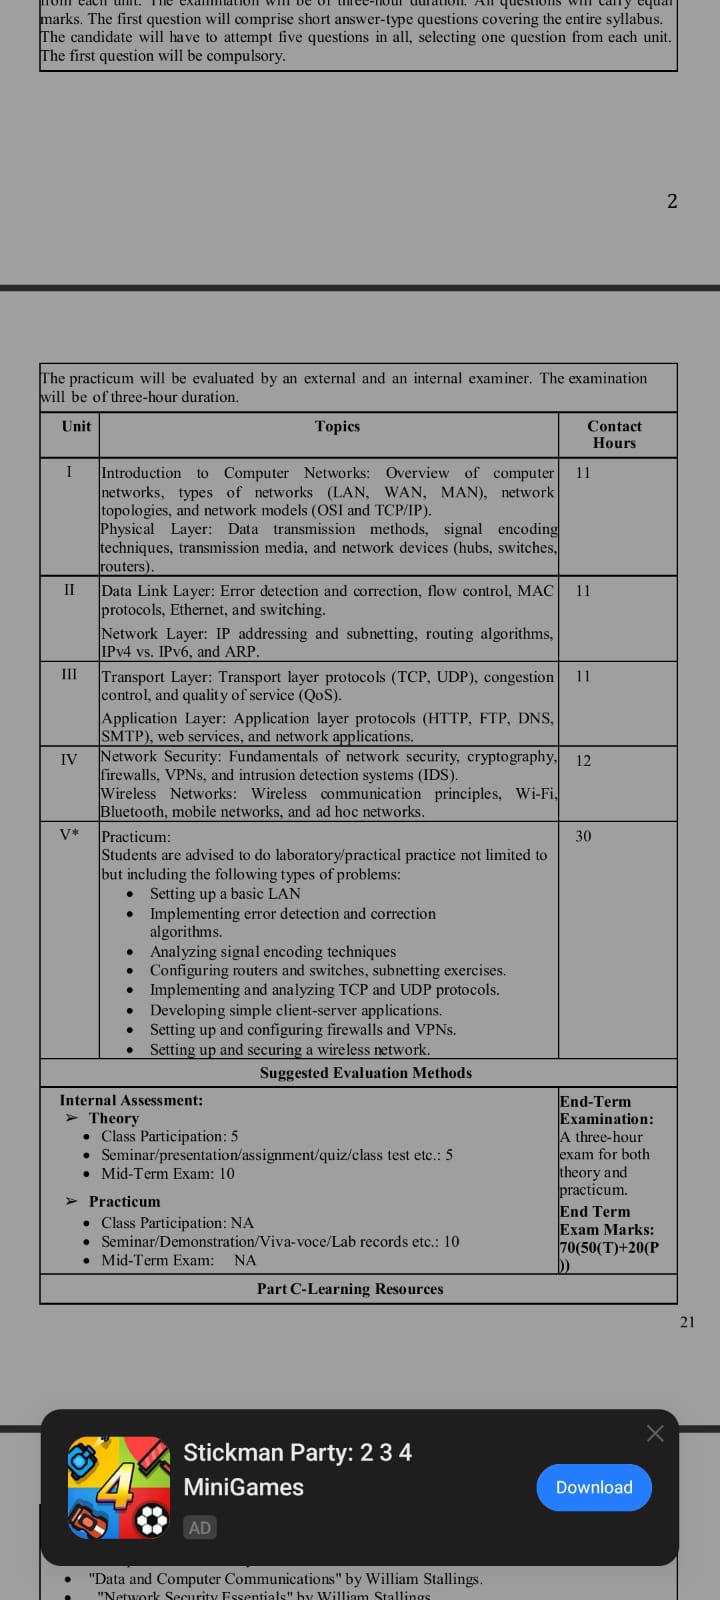 from each unit. The examination will be of three-hour duration. All questions will carry equal
marks. The first question will comprise short answer-type questions covering the entire syllabus.
The candidate will have to attempt five questions in all, selecting one question from each unit.
The first question will be compulsory.
2
The practicum will be evaluated by an external and an internal examiner. The examination
will be of three-hour duration.
Unit Topics Contact
Hours
I Introduction to Computer Networks: Overview of computer 11
networks, types of networks (LAN, WAN, MAN), network
topologies, and network models (OSI and TCP/IP).
Physical Layer: Data transmission methods, signal encoding
techniques, transmission media, and network devices (hubs, switches,
routers).
II Data Link Layer: Error detection and correction, flow control, MAC 11
protocols, Ethernet, and switching.
Network Layer: IP addressing and subnetting, routing algorithms,
IPv4 vs. IPv6, and ARP.
III Transport Layer: Transport layer protocols (TCP, UDP), congestion 11
control, and quality of service (QoS).
Application Layer: Application layer protocols (HTTP, FTP, DNS,
SMTP), web services, and network applications.
IV Network Security: Fundamentals of network security, cryptography, 12
firewalls, VPNs, and intrusion detection systems (IDS).
Wireless Networks: Wireless communication principles, Wi-Fi,
Bluetooth, mobile networks, and ad hoc networks.
V* Practicum: 30
Students are advised to do laboratory/practical practice not limited to
but including the following types of problems:
• Setting up a basic LAN
• Implementing error detection and correction
algorithms.
• Analyzing signal encoding techniques
• Configuring routers and switches, subnetting exercises.
• Implementing and analyzing TCP and UDP protocols.
• Developing simple client-server applications.
• Setting up and configuring firewalls and VPNs.
• Setting up and securing a wireless network.
Suggested Evaluation Methods
Internal Assessment:
➢ Theory
• Class Participation: 5
• Seminar/presentation/assignment/quiz/class test etc.: 5
• Mid-Term Exam: 10
➢ Practicum
• Class Participation: NA
• Seminar/Demonstration/Viva-voce/Lab records etc.: 10
• Mid-Term Exam: NA
End-Term
Examination:
A three-hour
exam for both
theory and
practicum.
End Term
Exam Marks:
70(50(T)+20(P
))
Part C-Learning Resources
21
Stickman Party: 2 3 4
MiniGames
AD
Download
4
• "Data and Computer Communications" by William Stallings.
• "Network Security Essentials" by William Stallings.